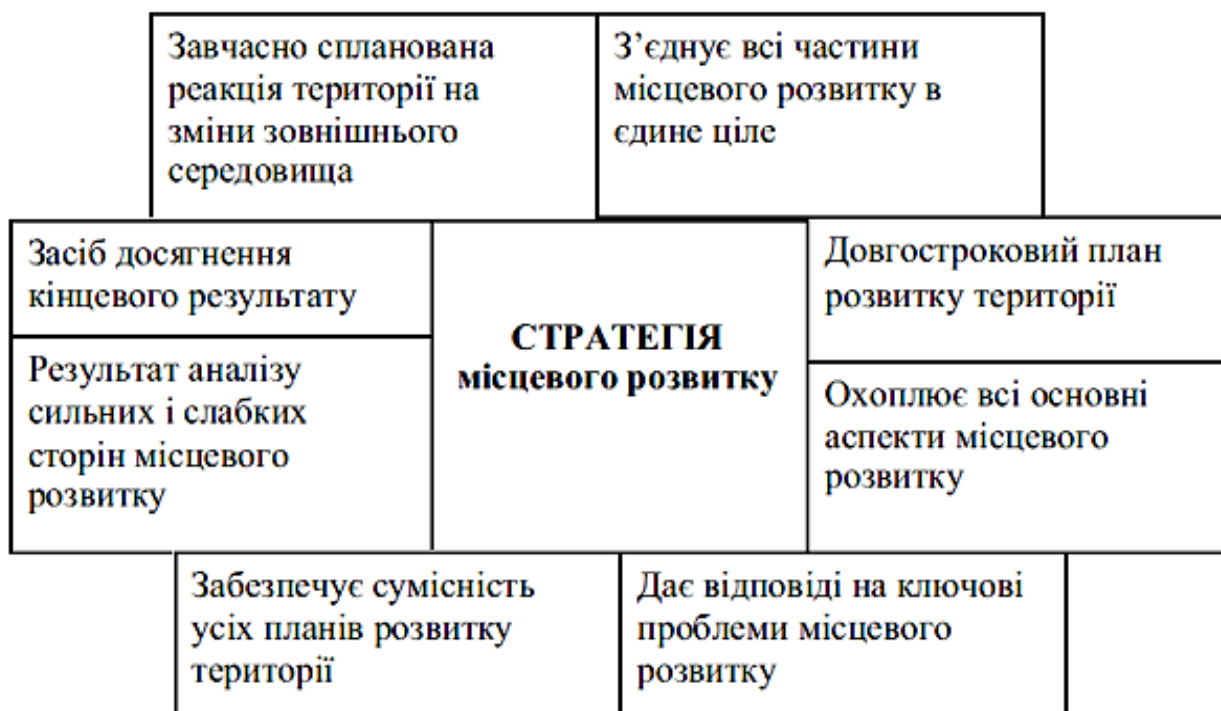 Завчасно спланована
реакція території на
зміни зовнішнього
середовища
З’єднує всі частини
місцевого розвитку в
єдине ціле
Засіб досягнення
кінцевого результату
Результат аналізу
сильних і слабких
сторін місцевого
розвитку
СТРАТЕГІЯ
місцевого розвитку
Довгостроковий план
розвитку території
Охоплює всі основні
аспекти місцевого
розвитку
Забезпечує сумісність
усіх планів розвитку
території
Дає відповіді на ключові
проблеми місцевого
розвитку